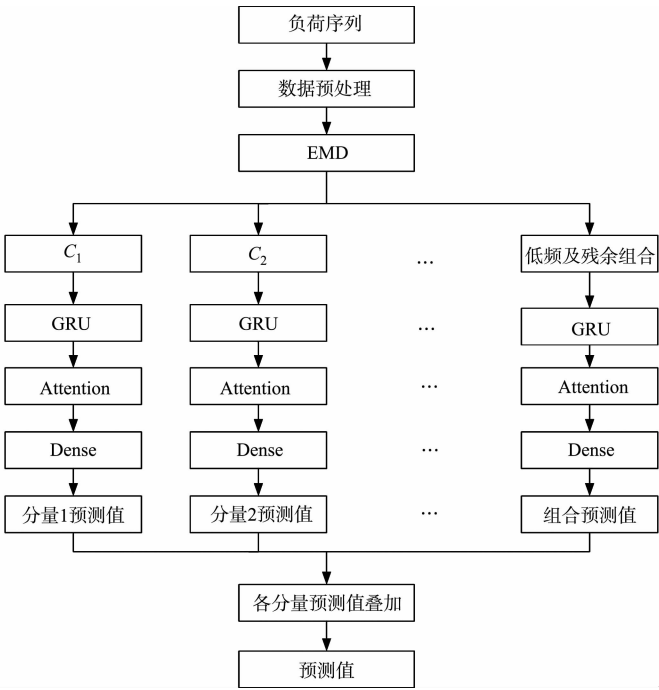 负荷序列
数据预处理
EMD
C₁ C₂ ... 低频及残余组合
GRU GRU ... GRU
Attention Attention ... Attention
Dense Dense ... Dense
分量1预测值 分量2预测值 ... 组合预测值
各分量预测值叠加
预测值